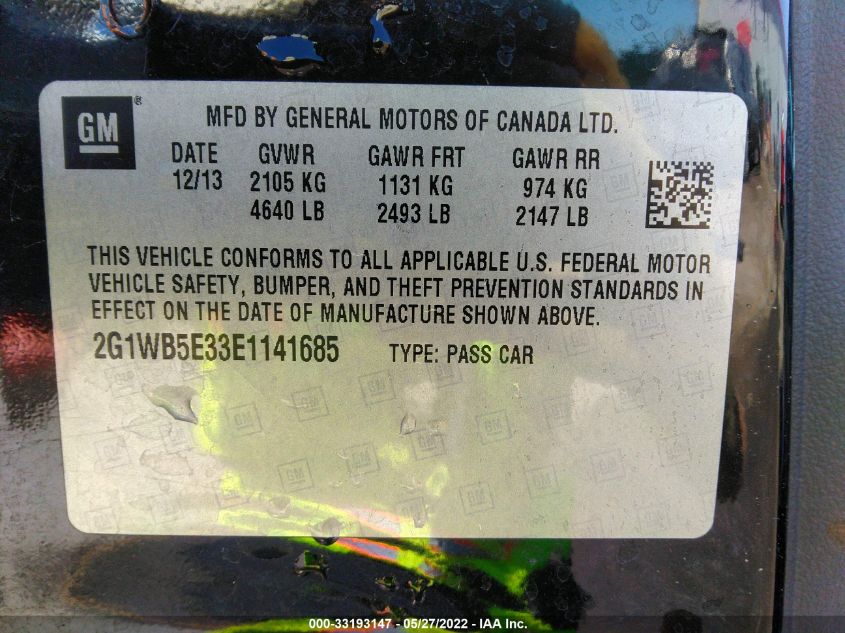 GM ®
MFD BY GENERAL MOTORS OF CANADA LTD.
DATE GVWR GAWR FRT GAWR RR
12/13 2105 KG 1131 KG 974 KG
4640 LB 2493 LB 2147 LB
THIS VEHICLE CONFORMS TO ALL APPLICABLE U.S. FEDERAL MOTOR
VEHICLE SAFETY, BUMPER, AND THEFT PREVENTION STANDARDS IN
EFFECT ON THE DATE OF MANUFACTURE SHOWN ABOVE.
2G1WB5E33E1141685 TYPE: PASS CAR
000-33193147 - 05/27/2022 - IAA Inc.